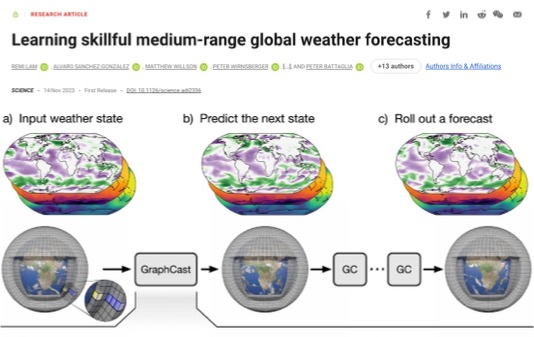 RESEARCH ARTICLE
Learning skillful medium-range global weather forecasting
REMI LAM, ALVARO SANCHEZ-GONZALEZ, MATTHEW WILLSON, PETER WIRNSBERGER, [...], AND PETER BATTAGLIA +13 authors Authors Info & Affiliations
SCIENCE • 14 Nov 2023 • First Release • DOI: 10.1126/science.adi2336
a) Input weather state b) Predict the next state c) Roll out a forecast
GraphCast GC ... GC